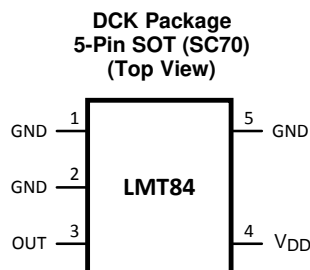 DCK Package
5-Pin SOT (SC70)
(Top View)
GND 1 5 GND
GND 2 LMT84
OUT 3 4 VDD